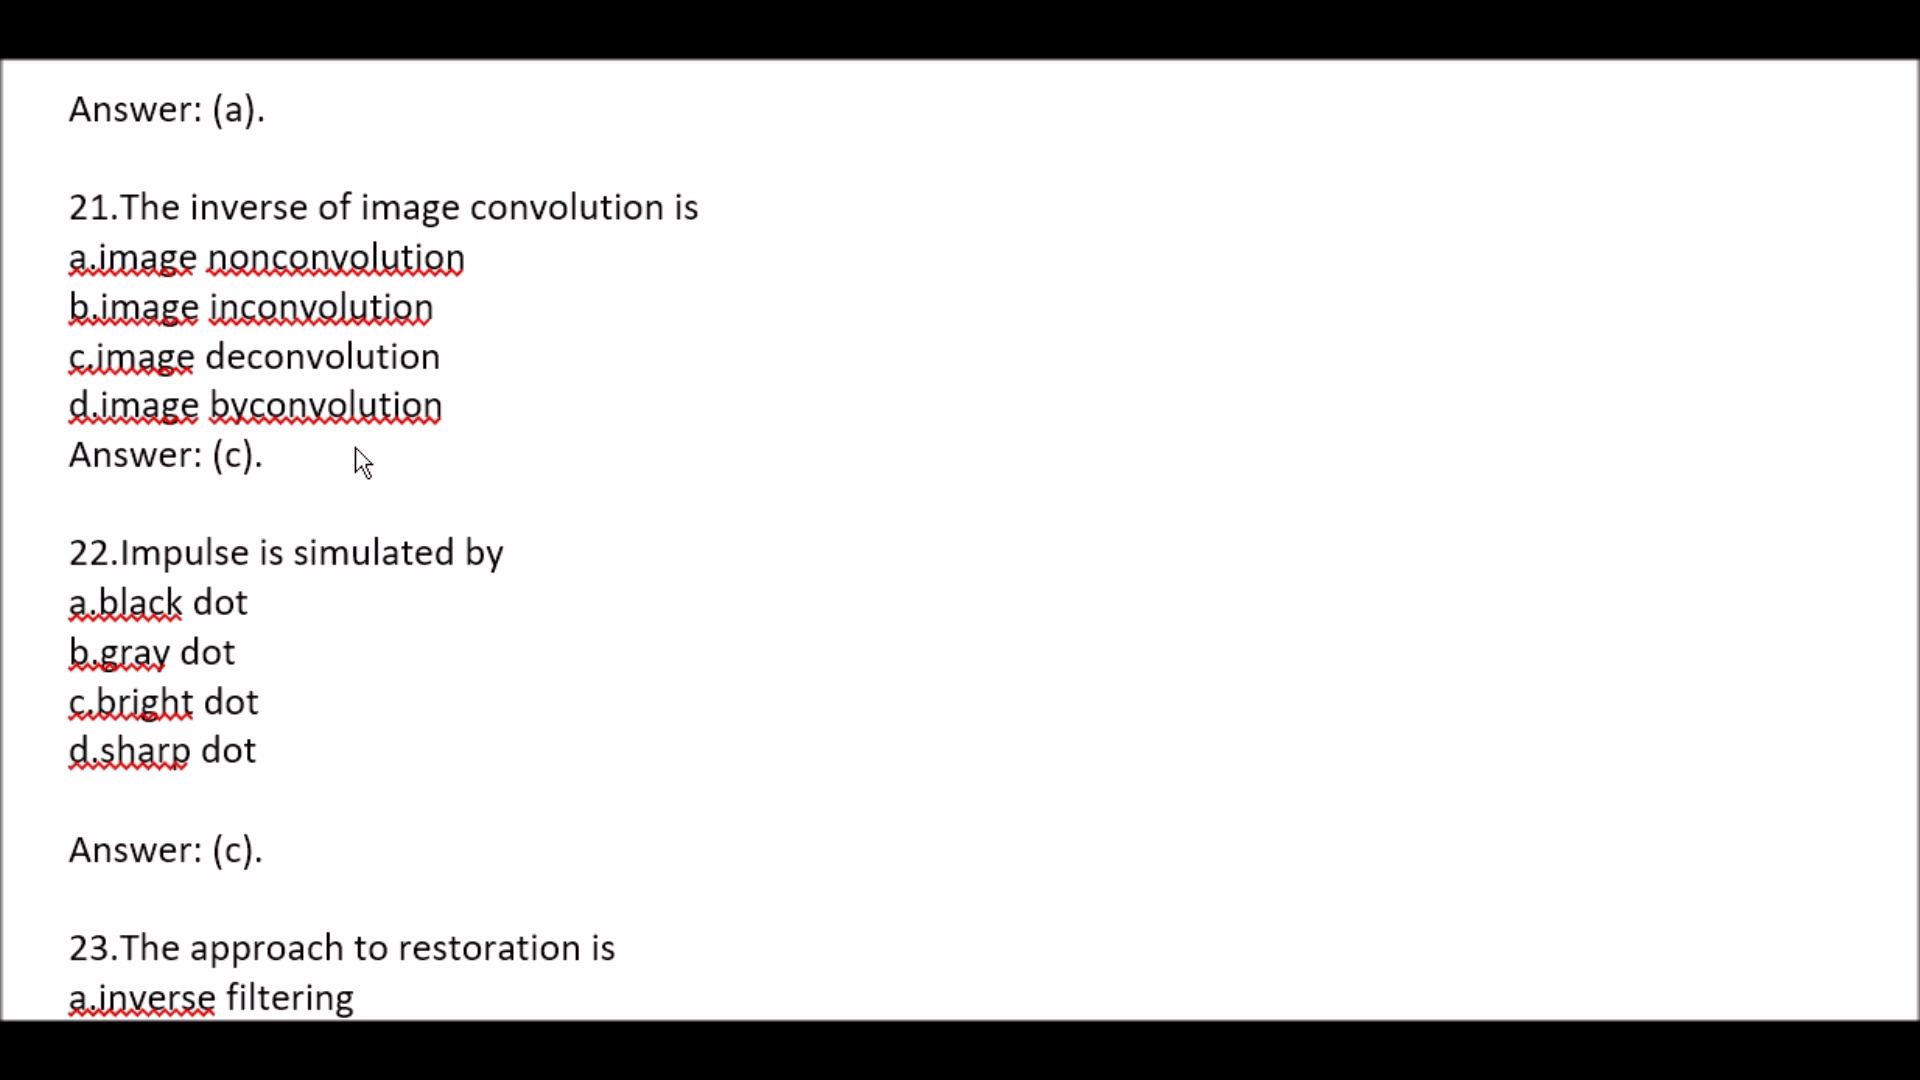 Answer: (a).
21.The inverse of image convolution is
a.image nonconvolution
b.image inconvolution
c.image deconvolution
d.image byconvolution
Answer: (c).
22.Impulse is simulated by
a.black dot
b.gray dot
c.bright dot
d.sharp dot
Answer: (c).
23.The approach to restoration is
a.inverse filtering